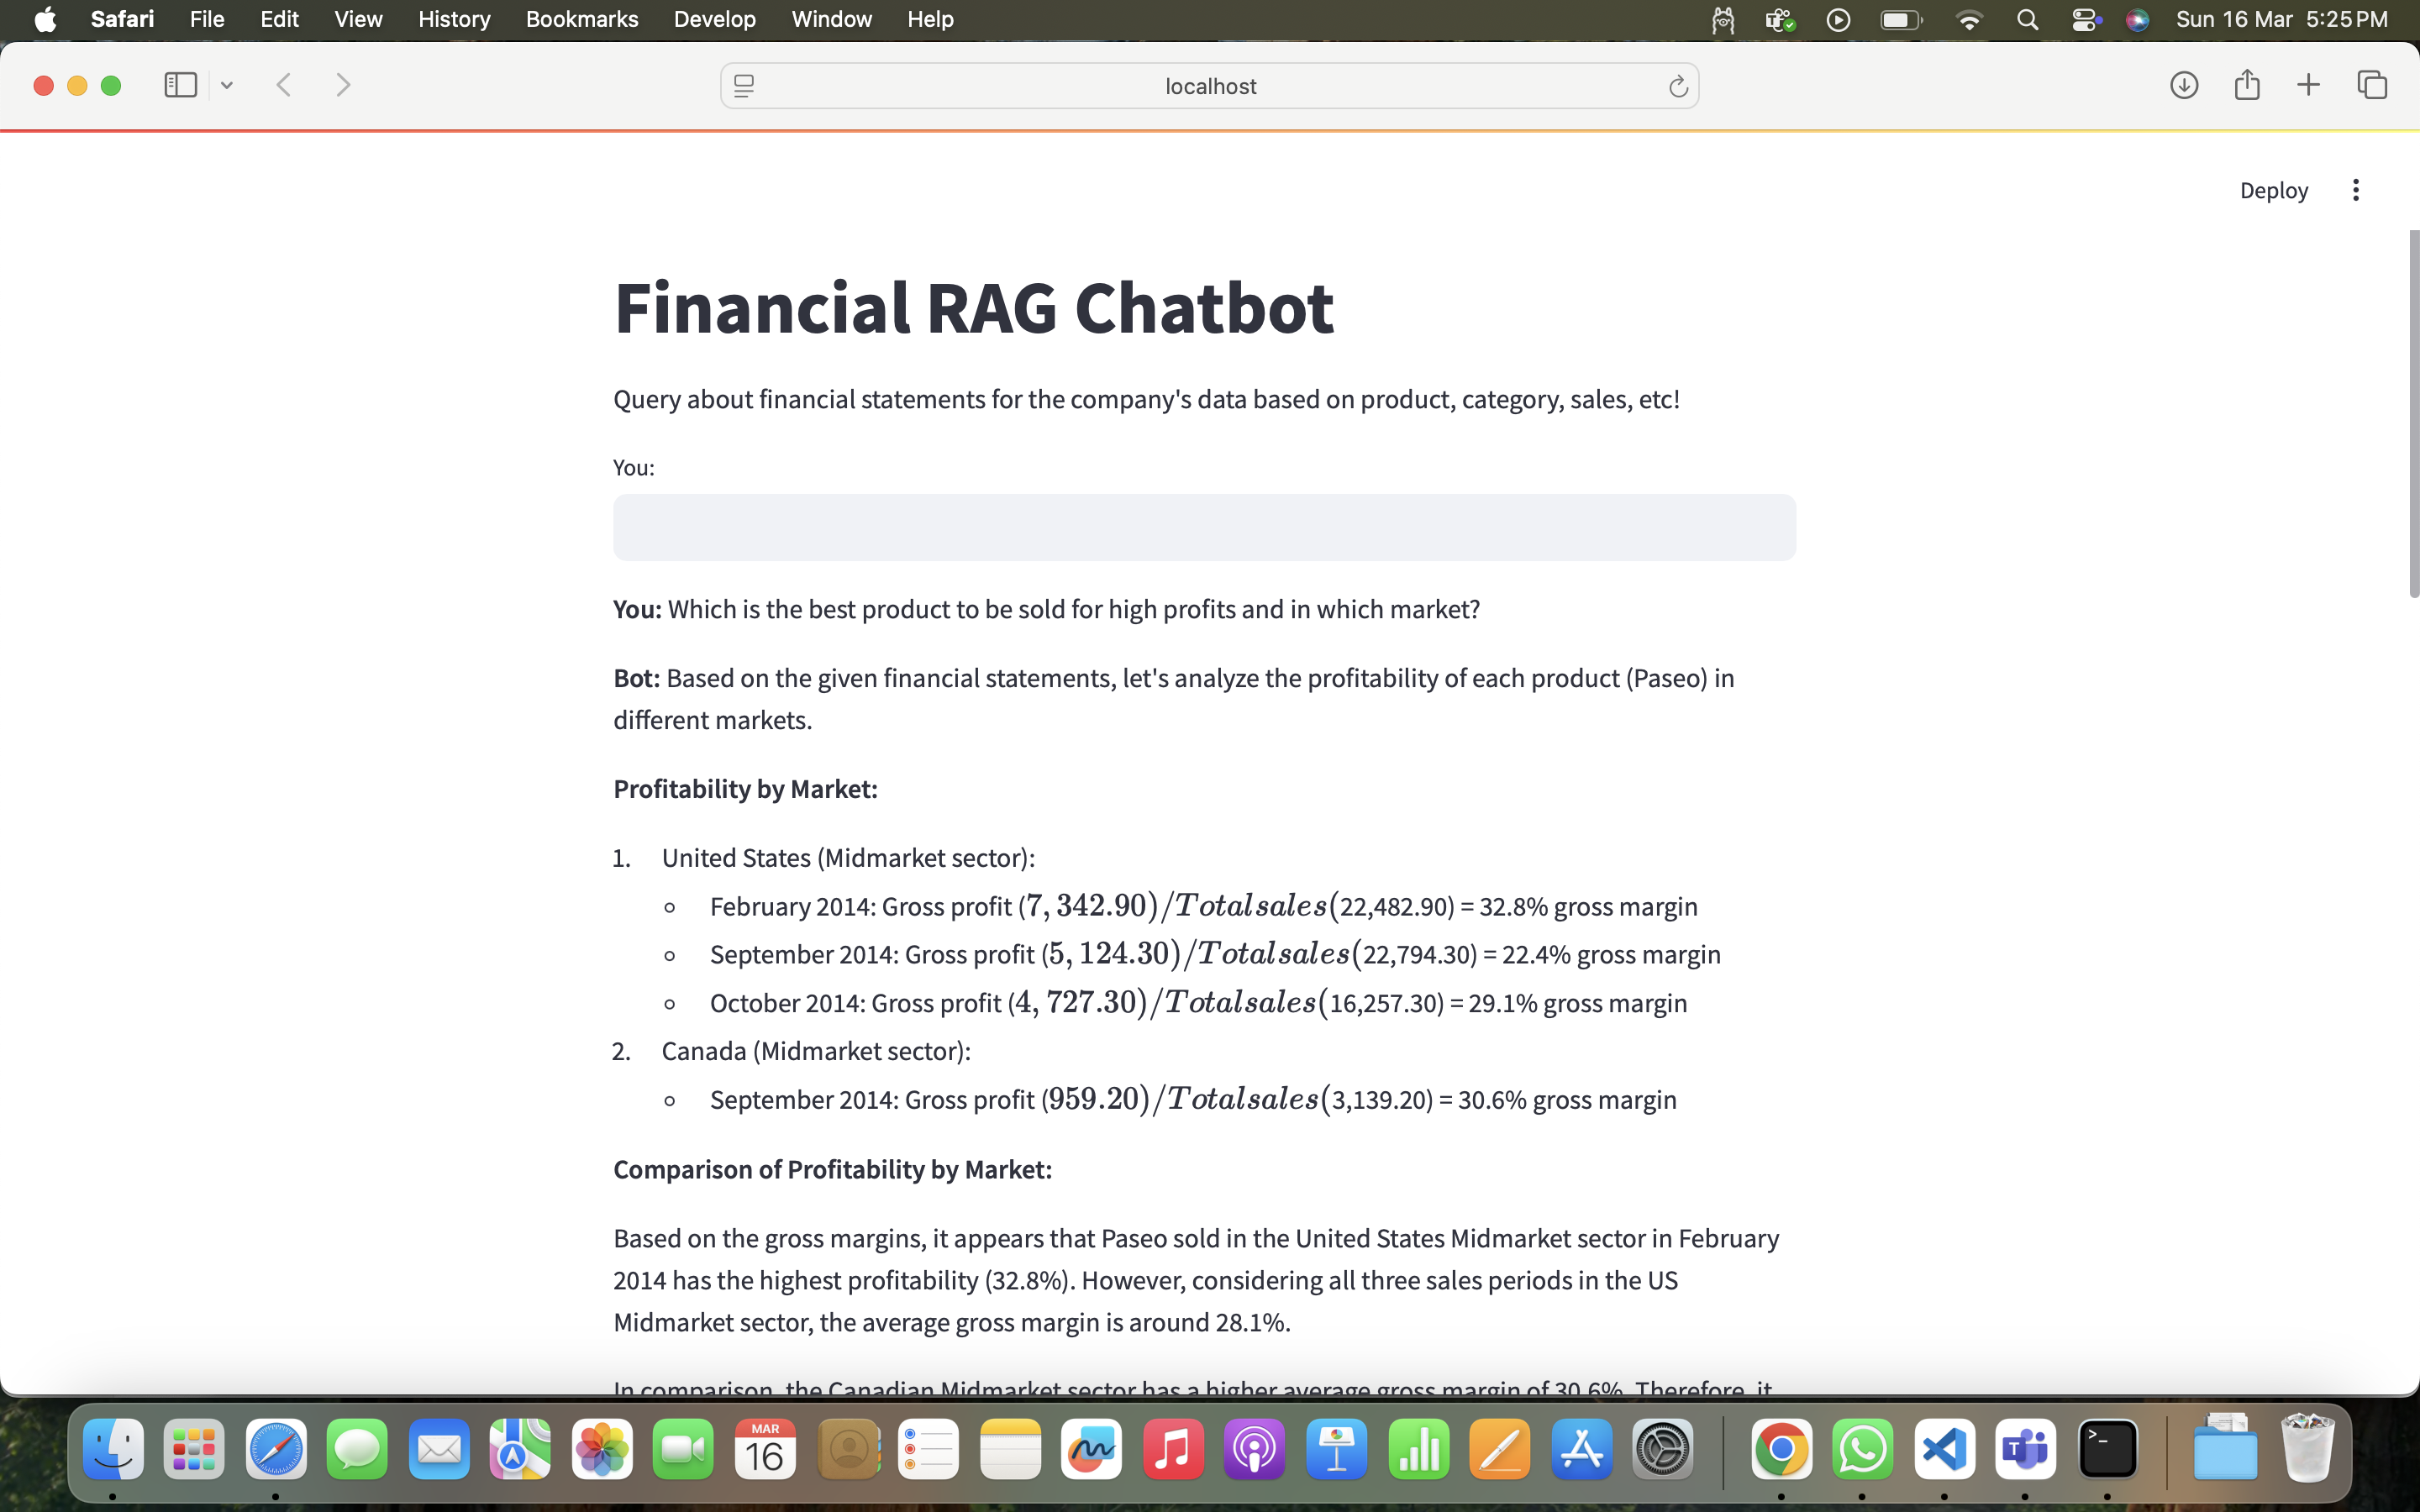 Safari File Edit View History Bookmarks Develop Window Help Sun 16 Mar 5:25 PM
localhost
Deploy
Financial RAG Chatbot
Query about financial statements for the company's data based on product, category, sales, etc!
You:
You: Which is the best product to be sold for high profits and in which market?
Bot: Based on the given financial statements, let's analyze the profitability of each product (Paseo) in
different markets.
Profitability by Market:
1. United States (Midmarket sector):
February 2014: Gross profit (7, 342.90)/Totalsales(22,482.90) = 32.8% gross margin
September 2014: Gross profit (5, 124.30)/Totalsales(22,794.30) = 22.4% gross margin
October 2014: Gross profit (4, 727.30)/Totalsales(16,257.30) = 29.1% gross margin
2. Canada (Midmarket sector):
September 2014: Gross profit (959.20)/Totalsales(3,139.20) = 30.6% gross margin
Comparison of Profitability by Market:
Based on the gross margins, it appears that Paseo sold in the United States Midmarket sector in February
2014 has the highest profitability (32.8%). However, considering all three sales periods in the US
Midmarket sector, the average gross margin is around 28.1%.
In comparison, the Canadian Midmarket sector has a higher average gross margin of 30.6%. Therefore, it
MAR
16
T
>_